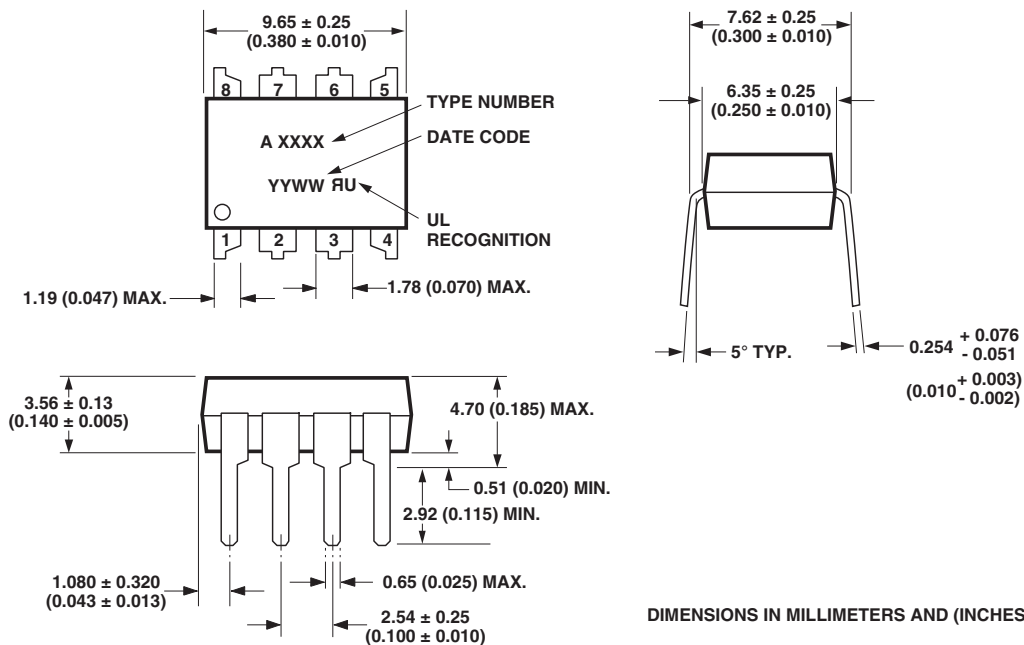 9.65 ± 0.25
(0.380 ± 0.010)
8 7 6 5
TYPE NUMBER
A XXXX
DATE CODE
YYWW ЯU
UL
RECOGNITION
1 2 3 4
1.19 (0.047) MAX.
1.78 (0.070) MAX.
7.62 ± 0.25
(0.300 ± 0.010)
6.35 ± 0.25
(0.250 ± 0.010)
5° TYP.
0.254 + 0.076
- 0.051
(0.010 + 0.003)
- 0.002)
3.56 ± 0.13
(0.140 ± 0.005)
4.70 (0.185) MAX.
0.51 (0.020) MIN.
2.92 (0.115) MIN.
1.080 ± 0.320
(0.043 ± 0.013)
0.65 (0.025) MAX.
2.54 ± 0.25
(0.100 ± 0.010)
DIMENSIONS IN MILLIMETERS AND (INCHES